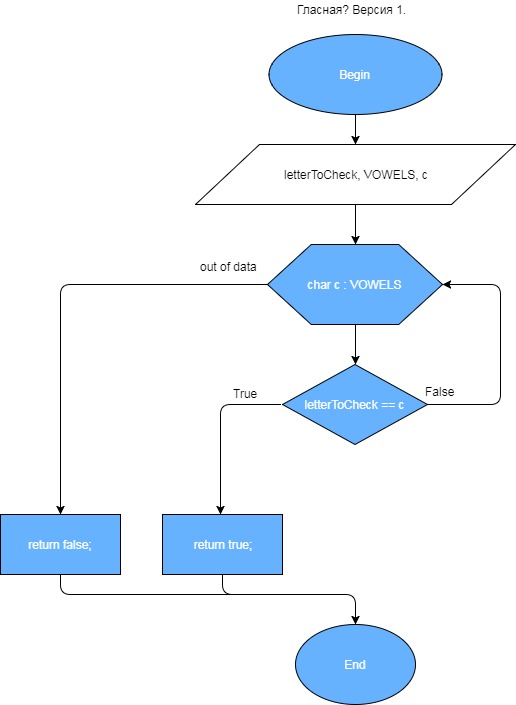 Гласная? Версия 1.
Begin
letterToCheck, VOWELS, c
out of data
char c : VOWELS
True
letterToCheck == c
False
return false;
return true;
End